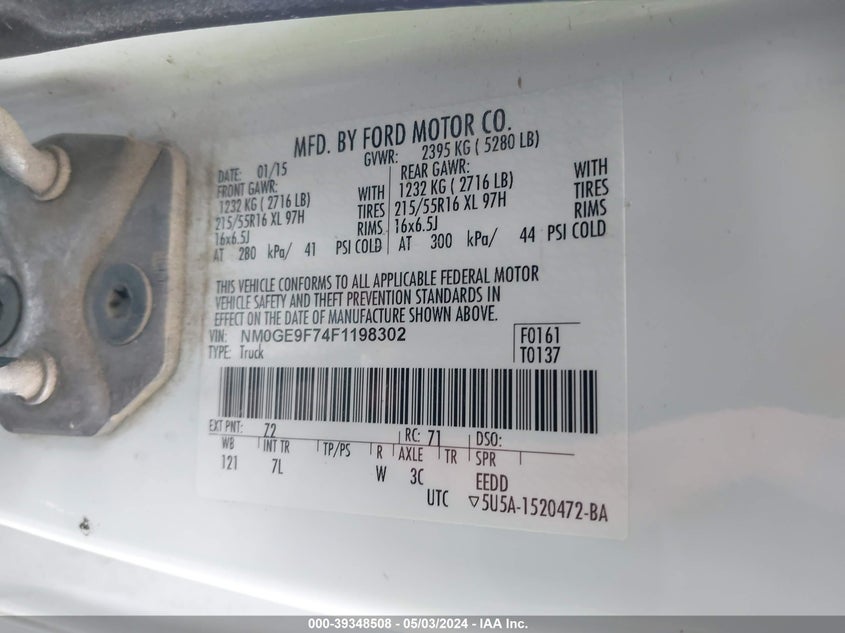 MFD. BY FORD MOTOR CO.
DATE: 01/15 GVWR: 2395 KG ( 5280 LB)
FRONT GAWR: REAR GAWR:
1232 KG ( 2716 LB) WITH 1232 KG ( 2716 LB) WITH
215/55R16 XL 97H TIRES 215/55R16 XL 97H TIRES
16x6.5J RIMS 16x6.5J RIMS
AT 280 kPa/ 41 PSI COLD AT 300 kPa/ 44 PSI COLD
THIS VEHICLE CONFORMS TO ALL APPLICABLE FEDERAL MOTOR
VEHICLE SAFETY AND THEFT PREVENTION STANDARDS IN
EFFECT ON THE DATE OF MANUFACTURE SHOWN ABOVE.
VIN: NM0GE9F74F1198302 F0161
TYPE: Truck T0137
EXT PNT: Z2 RC: 71 DSO:
WB INT TR TP/PS R AXLE TR SPR
121 7L W 3C EEDD
UTC ▽5U5A-1520472-BA
000-39348508 - 05/03/2024 - IAA Inc.